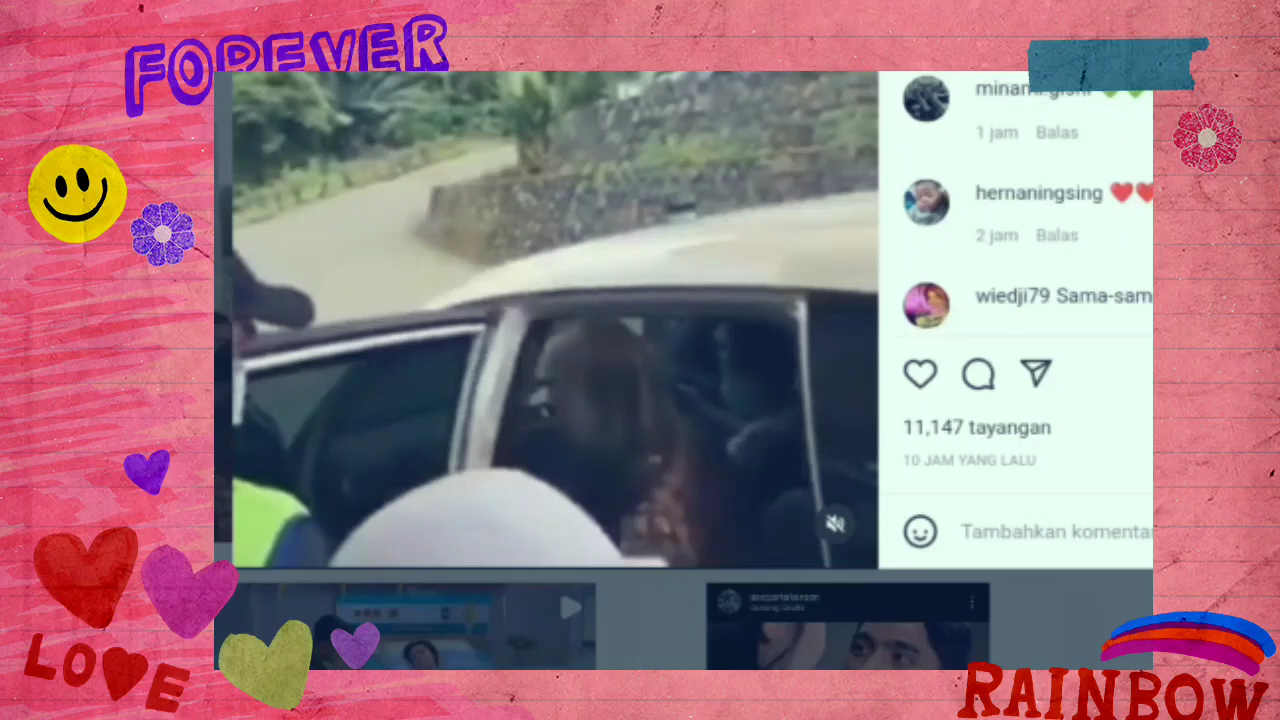 FOREVER
1 jam Balas
hernaningsing ❤️❤️
2 jam Balas
wiedji79 Sama-sam
11,147 tayangan
10 JAM YANG LALU
Tambahkan komentar
LOVE
RAINBOW